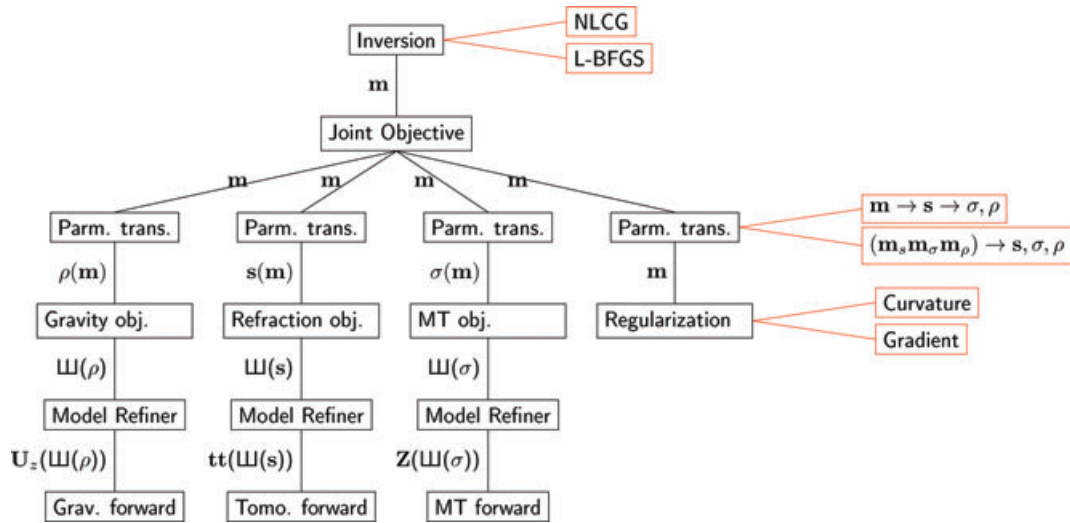 NLCG
Inversion
L-BFGS
m
Joint Objective
m m m m
m → s → σ, ρ
Parm. trans. Parm. trans. Parm. trans. Parm. trans.
(m_s m_σ m_ρ) → s, σ, ρ
ρ(m) s(m) σ(m) m
Curvature
Gravity obj. Refraction obj. MT obj. Regularization
Gradient
Ш(ρ) Ш(s) Ш(σ)
Model Refiner Model Refiner Model Refiner
U_z(Ш(ρ)) tt(Ш(s)) Z(Ш(σ))
Grav. forward Tomo. forward MT forward